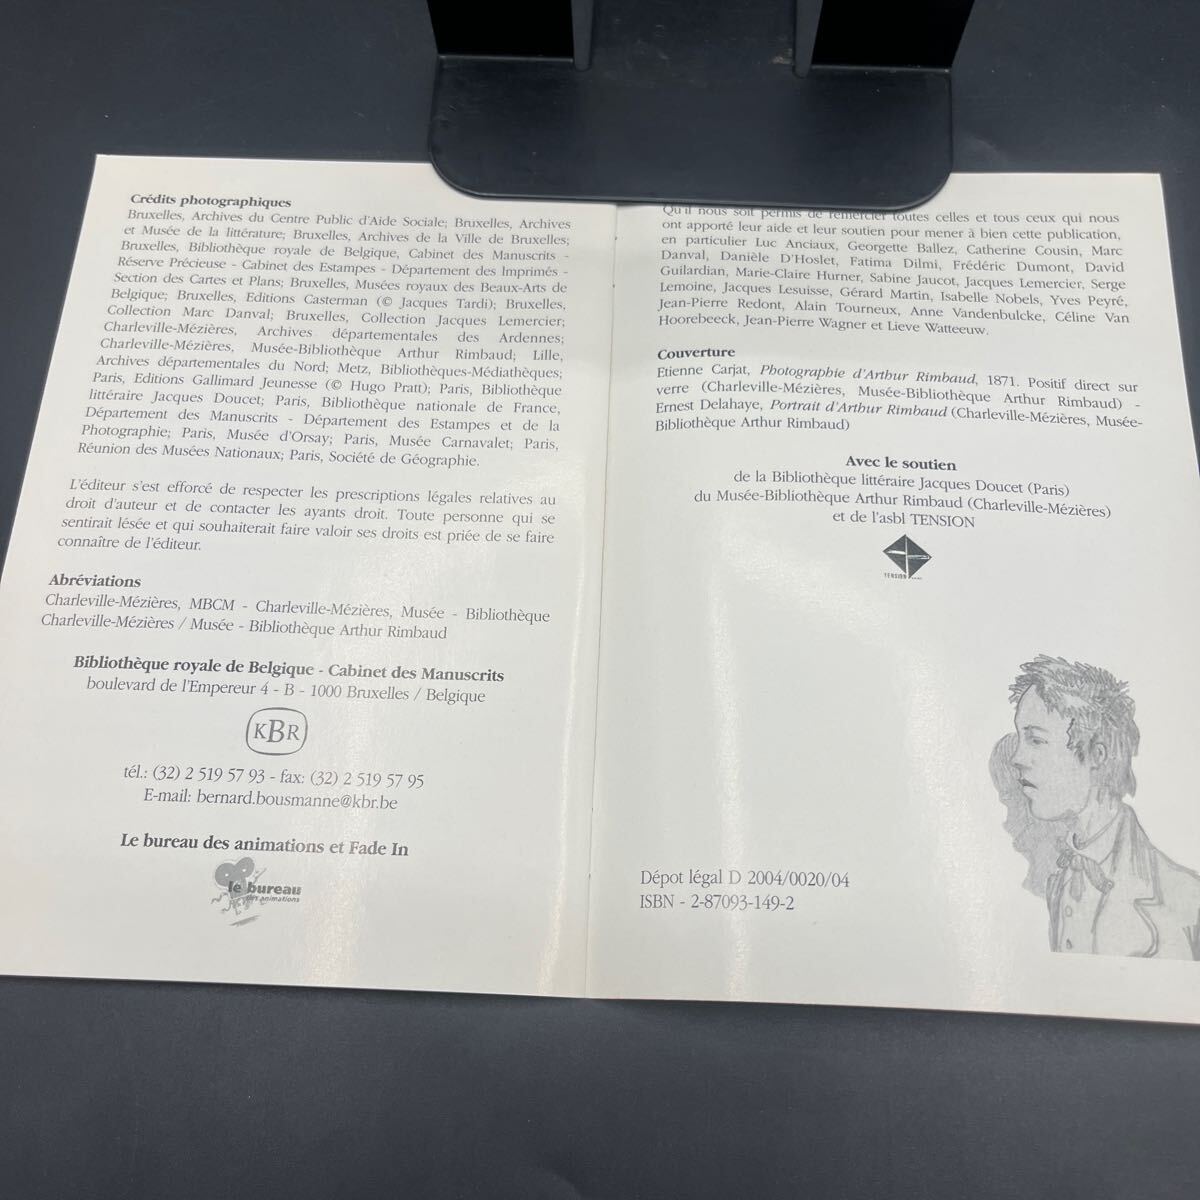 Crédits photographiques
Bruxelles, Archives du Centre Public d'Aide Sociale; Bruxelles, Archives
et Musée de la littérature; Bruxelles, Archives de la Ville de Bruxelles;
Bruxelles, Bibliothèque royale de Belgique, Cabinet des Manuscrits -
Réserve Précieuse - Cabinet des Estampes - Département des Imprimés -
Section des Cartes et Plans; Bruxelles, Musées royaux des Beaux-Arts de
Belgique; Bruxelles, Editions Casterman (© Jacques Tardi); Bruxelles,
Collection Marc Danval; Bruxelles, Collection Jacques Lemercier;
Charleville-Mézières, Archives départementales des Ardennes;
Charleville-Mézières, Musée-Bibliothèque Arthur Rimbaud; Lille,
Archives départementales du Nord; Metz, Bibliothèques-Médiathèques;
Paris, Editions Gallimard Jeunesse (© Hugo Pratt); Paris, Bibliothèque
littéraire Jacques Doucet; Paris, Bibliothèque nationale de France,
Département des Manuscrits - Département des Estampes et de la
Photographie; Paris, Musée d'Orsay; Paris, Musée Carnavalet; Paris,
Réunion des Musées Nationaux; Paris, Société de Géographie.
L'éditeur s'est efforcé de respecter les prescriptions légales relatives au
droit d'auteur et de contacter les ayants droit. Toute personne qui se
sentirait lésée et qui souhaiterait faire valoir ses droits est priée de se faire
connaître de l'éditeur.
Abréviations
Charleville-Mézières, MBCM - Charleville-Mézières, Musée - Bibliothèque
Charleville-Mézières / Musée - Bibliothèque Arthur Rimbaud
Bibliothèque royale de Belgique - Cabinet des Manuscrits
boulevard de l'Empereur 4 - B - 1000 Bruxelles / Belgique
KBR
tél.: (32) 2 519 57 93 - fax: (32) 2 519 57 95
E-mail: bernard.bousmanne@kbr.be
Le bureau des animations et Fade In
le bureau
des animations
Qu'il nous soit permis de remercier toutes celles et tous ceux qui nous
ont apporté leur aide et leur soutien pour mener à bien cette publication,
en particulier Luc Anciaux, Georgette Ballez, Catherine Cousin, Marc
Danval, Danièle D'Hoslet, Fatima Dilmi, Frédéric Dumont, David
Guilardian, Marie-Claire Hurner, Sabine Jaucot, Jacques Lemercier, Serge
Lemoine, Jacques Lesuisse, Gérard Martin, Isabelle Nobels, Yves Peyré,
Jean-Pierre Redont, Alain Tourneux, Anne Vandenbulcke, Céline Van
Hoorebeeck, Jean-Pierre Wagner et Lieve Watteeuw.
Couverture
Etienne Carjat, Photographie d'Arthur Rimbaud, 1871. Positif direct sur
verre (Charleville-Mézières, Musée-Bibliothèque Arthur Rimbaud) -
Ernest Delahaye, Portrait d'Arthur Rimbaud (Charleville-Mézières, Musée-
Bibliothèque Arthur Rimbaud)
Avec le soutien
de la Bibliothèque littéraire Jacques Doucet (Paris)
du Musée-Bibliothèque Arthur Rimbaud (Charleville-Mézières)
et de l'asbl TENSION
TENSION
Dépot légal D 2004/0020/04
ISBN - 2-87093-149-2